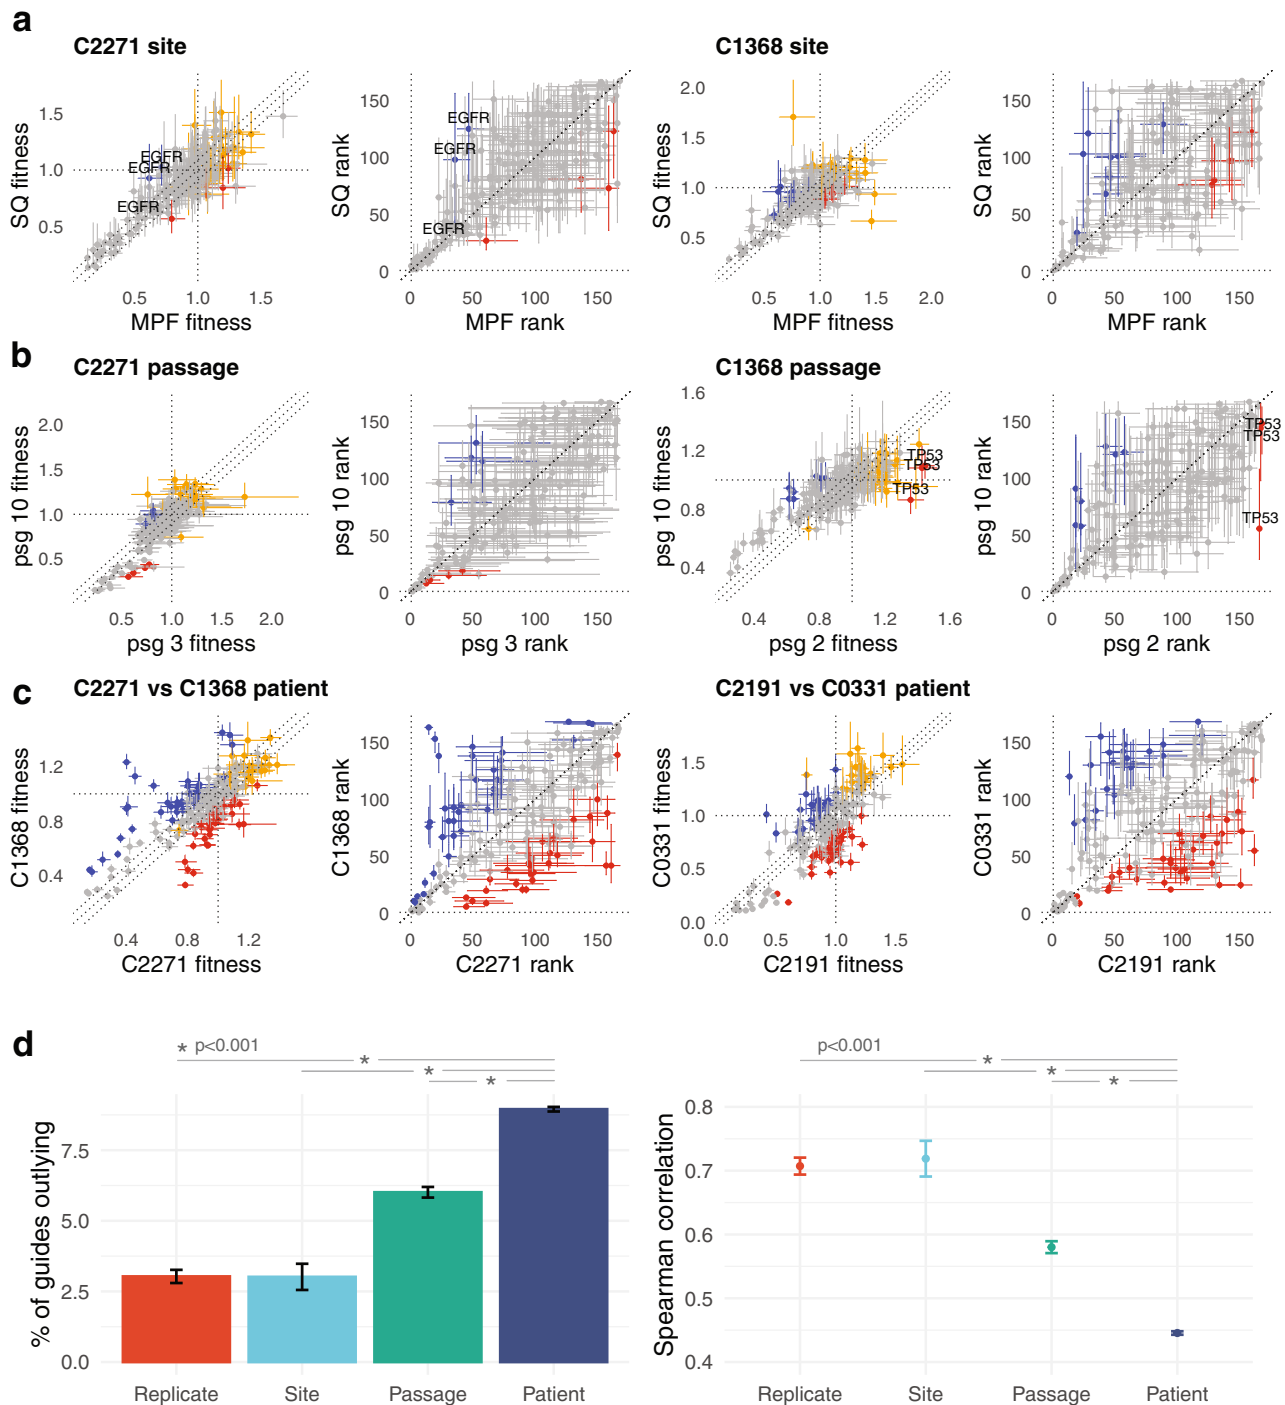 a
C2271 site
C1368 site
SQ fitness
1.5
1.0
0.5
EGFR
EGFR
EGFR
0.5
1.0
1.5
MPF fitness
SQ rank
150
100
50
0
EGFR
EGFR
EGFR
0
50
100
150
MPF rank
SQ fitness
2.0
1.5
1.0
0.5
0.5
1.0
1.5
2.0
MPF fitness
SQ rank
150
100
50
0
0
50
100
150
MPF rank
b
C2271 passage
C1368 passage
psg 10 fitness
2.0
1.5
1.0
0.5
0.5
1.0
1.5
2.0
psg 3 fitness
psg 10 rank
150
100
50
0
0
50
100
150
psg 3 rank
psg 10 fitness
1.6
1.2
0.8
0.4
TP53
TP53
TP53
0.4
0.8
1.2
1.6
psg 2 fitness
psg 10 rank
150
100
50
0
TP53
TP53
TP53
0
50
100
150
psg 2 rank
c
C2271 vs C1368 patient
C2191 vs C0331 patient
C1368 fitness
1.2
0.8
0.4
0.4
0.8
1.2
C2271 fitness
C1368 rank
150
100
50
0
0
50
100
150
C2271 rank
C0331 fitness
1.5
1.0
0.5
0.0
0.0
0.5
1.0
1.5
C2191 fitness
C0331 rank
150
100
50
0
0
50
100
150
C2191 rank
d
* p<0.001
*
*
*
% of guides outlying
7.5
5.0
2.5
0.0
Replicate
Site
Passage
Patient
p<0.001
*
*
*
Spearman correlation
0.8
0.7
0.6
0.5
0.4
Replicate
Site
Passage
Patient